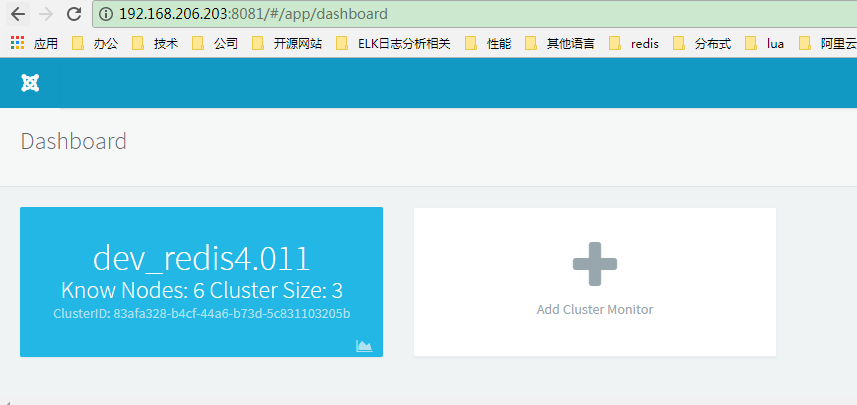 192.168.206.203:8081/#/app/dashboard
应用 办公 技术 公司 开源网站 ELK日志分析相关 性能 其他语言 redis 分布式 lua 阿里云
Dashboard
dev_redis4.011
Know Nodes: 6 Cluster Size: 3
ClusterID: 83afa328-b4cf-44a6-b73d-5c831103205b
Add Cluster Monitor